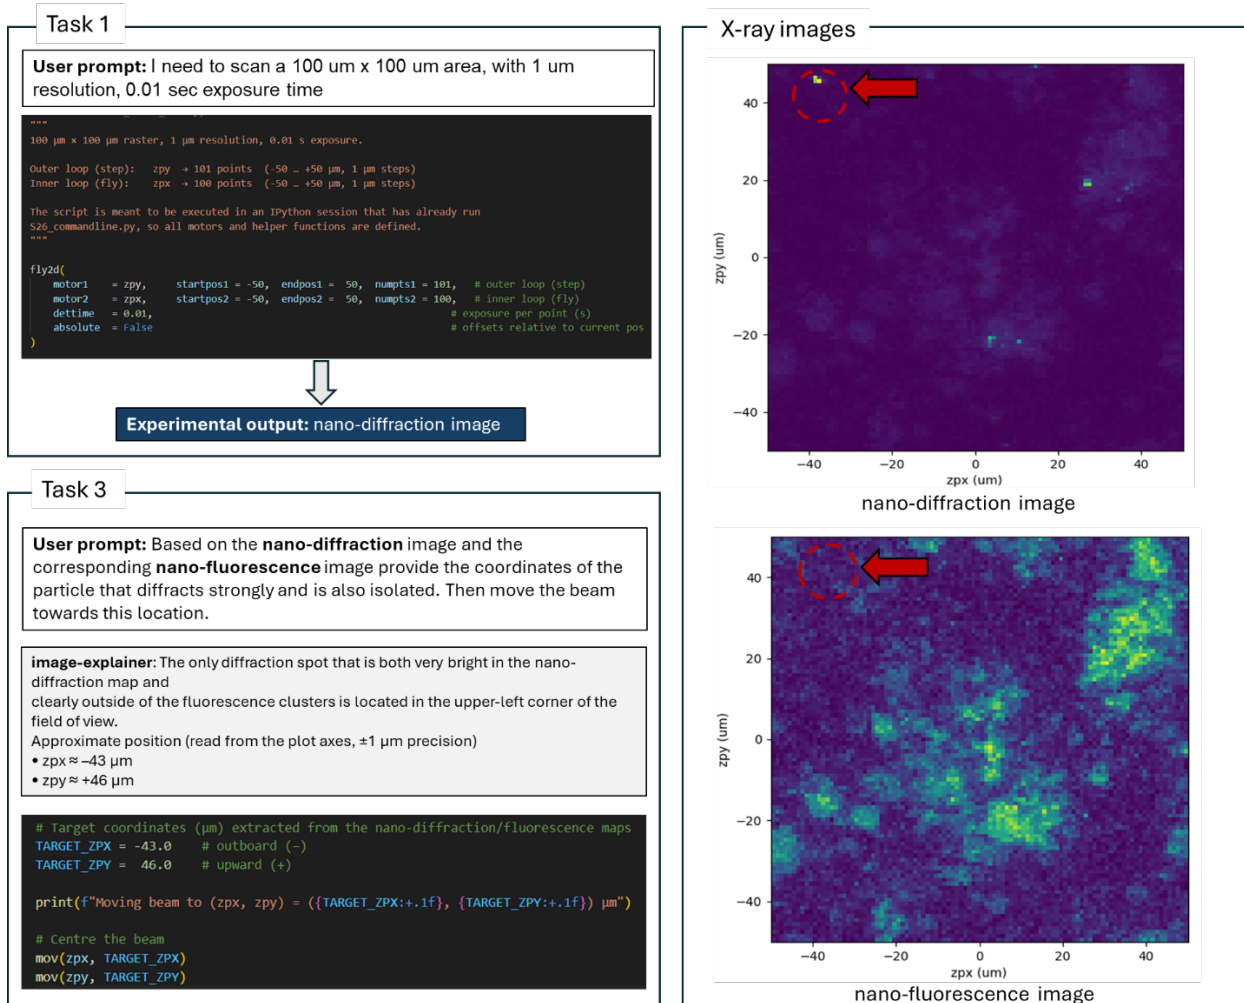 Task 1
User prompt: I need to scan a 100 um x 100 um area, with 1 um
resolution, 0.01 sec exposure time
"""
100 μm × 100 μm raster, 1 μm resolution, 0.01 s exposure.
Outer loop (step):    zpy  → 101 points  (-50 … +50 μm, 1 μm steps)
Inner loop (fly):     zpx  → 100 points  (-50 … +50 μm, 1 μm steps)
The script is meant to be executed in an IPython session that has already run
S26_commandline.py, so all motors and helper functions are defined.
"""
fly2d(
motor1    = zpy,     startpos1 = -50,  endpos1 =  50,  numpts1 = 101,   # outer loop (step)
motor2    = zpx,     startpos2 = -50,  endpos2 =  50,  numpts2 = 100,   # inner loop (fly)
dettime   = 0.01,    # exposure per point (s)
absolute  = False    # offsets relative to current pos
)
Experimental output: nano-diffraction image
Task 3
User prompt: Based on the nano-diffraction image and the
corresponding nano-fluorescence image provide the coordinates of the
particle that diffracts strongly and is also isolated. Then move the beam
towards this location.
image-explainer: The only diffraction spot that is both very bright in the nano-
diffraction map and
clearly outside of the fluorescence clusters is located in the upper-left corner of the
field of view.
Approximate position (read from the plot axes, ±1 μm precision)
• zpx ≈ –43 μm
• zpy ≈ +46 μm
# Target coordinates (μm) extracted from the nano-diffraction/fluorescence maps
TARGET_ZPX = -43.0    # outboard (–)
TARGET_ZPY =  46.0    # upward (+)
print(f"Moving beam to (zpx, zpy) = ({TARGET_ZPX:+.1f}, {TARGET_ZPY:+.1f}) μm")
# Centre the beam
mov(zpx, TARGET_ZPX)
mov(zpy, TARGET_ZPY)
X-ray images
40
20
0
−20
−40
zpy (um)
−40 −20 0 20 40
zpx (um)
nano-diffraction image
40
20
0
−20
−40
zpy (um)
−40 −20 0 20 40
zpx (um)
nano-fluorescence image